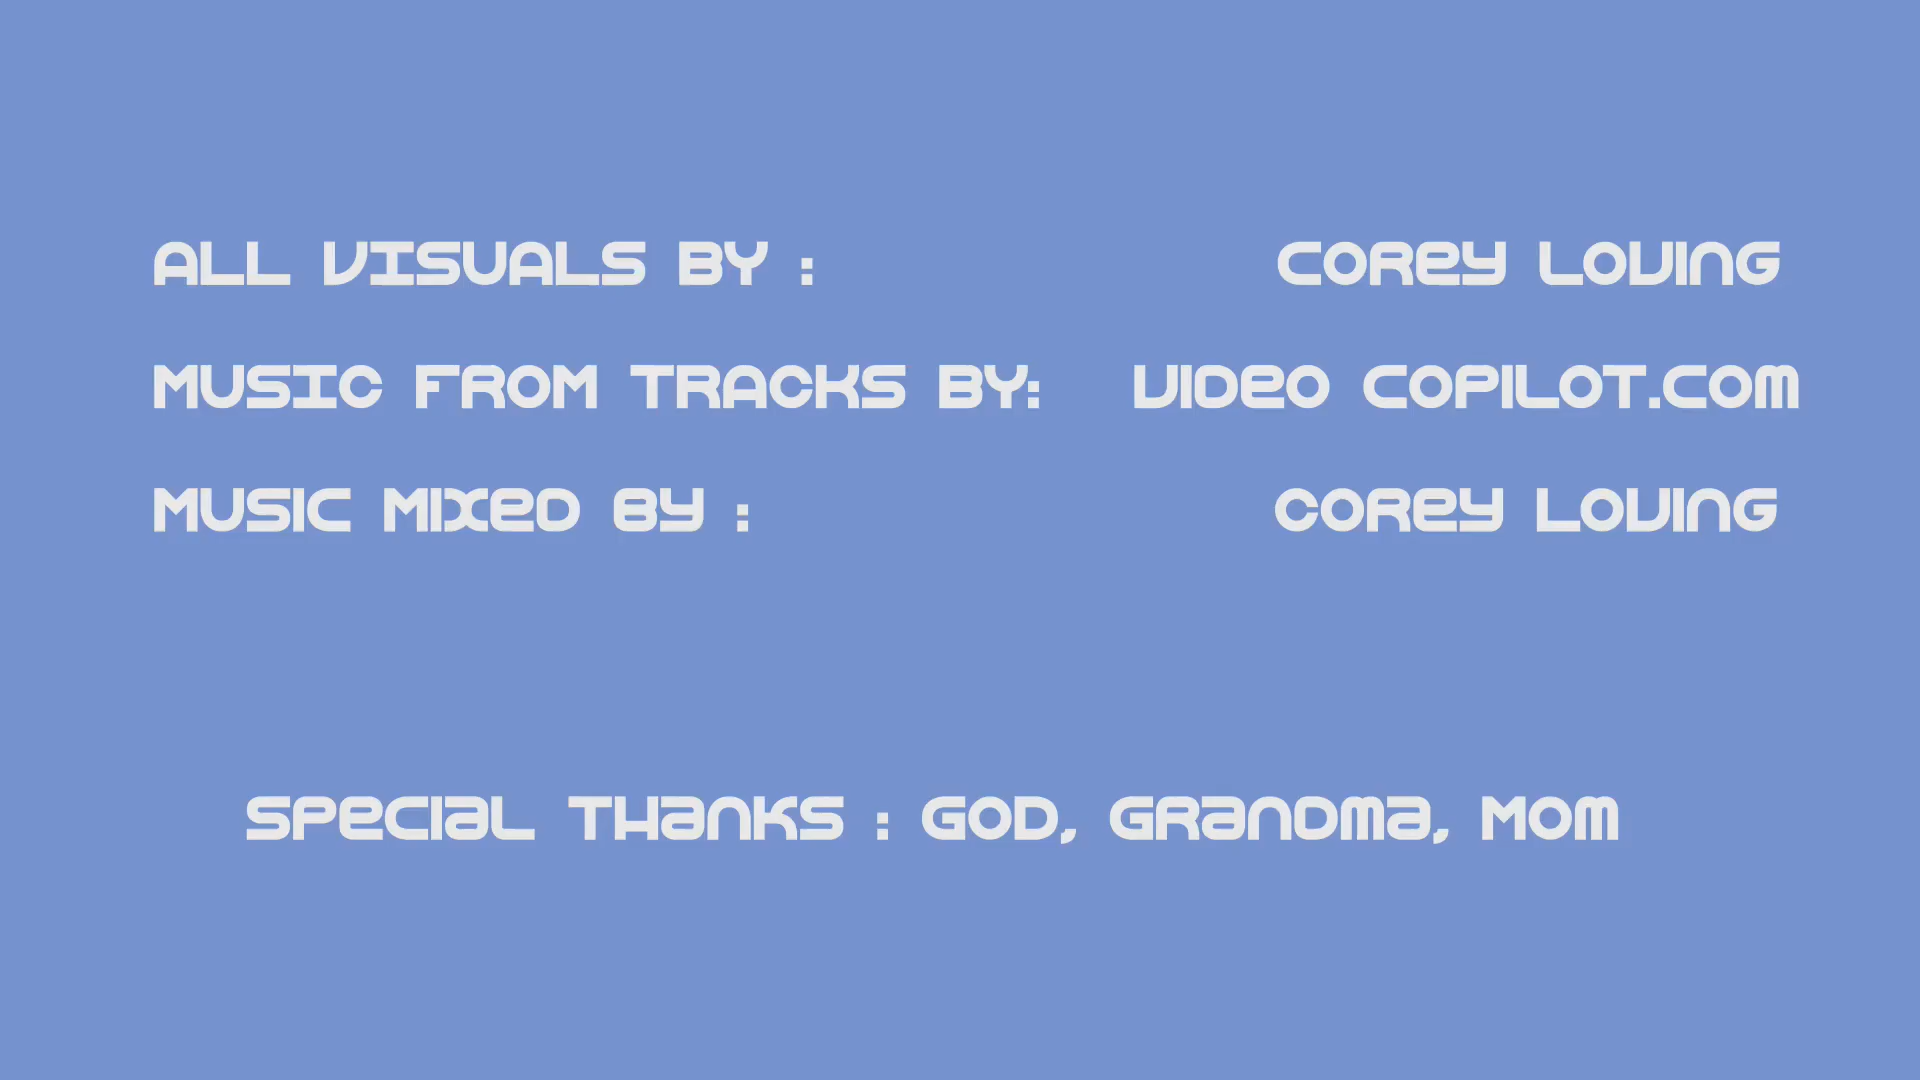 ALL VISUALS BY : COREY LOVING
MUSIC FROM TRACKS BY: VIDEO COPILOT.COM
MUSIC MIXED BY : COREY LOVING
SPECIAL THANKS : GOD, GRANDMA, MOM